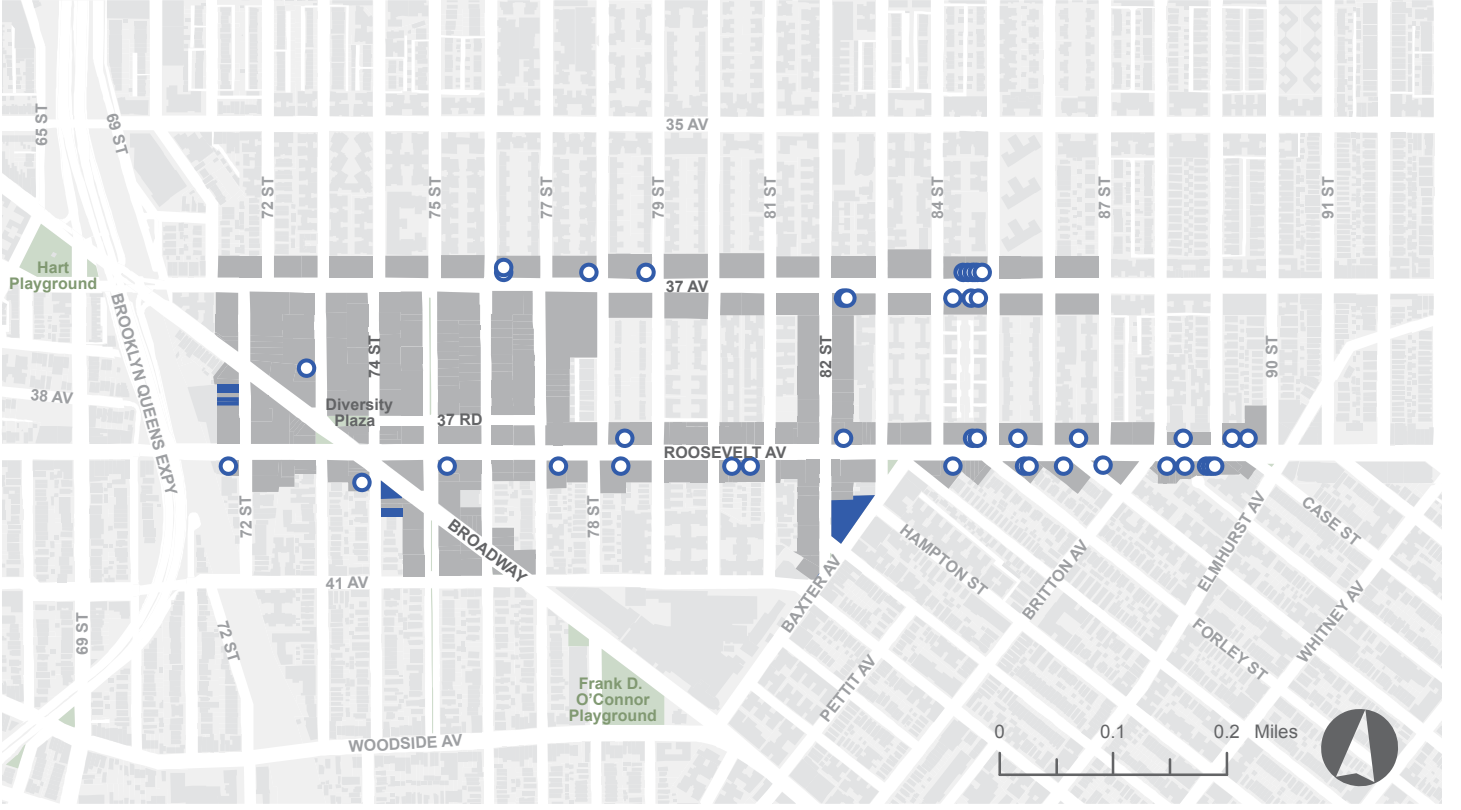 35 AV
65 ST
69 ST
72 ST
75 ST
77 ST
79 ST
81 ST
84 ST
87 ST
91 ST
Hart
Playground
37 AV
BROOKLYN QUEENS EXPY
74 ST
82 ST
90 ST
38 AV
Diversity
Plaza
37 RD
ROOSEVELT AV
72 ST
78 ST
BROADWAY
HAMPTON ST
BRITTON AV
ELMHURST AV
CASE ST
41 AV
BAXTER AV
WHITNEY AV
69 ST
72 ST
FORLEY ST
PETTIT AV
Frank D.
O'Connor
Playground
WOODSIDE AV
0 0.1 0.2 Miles